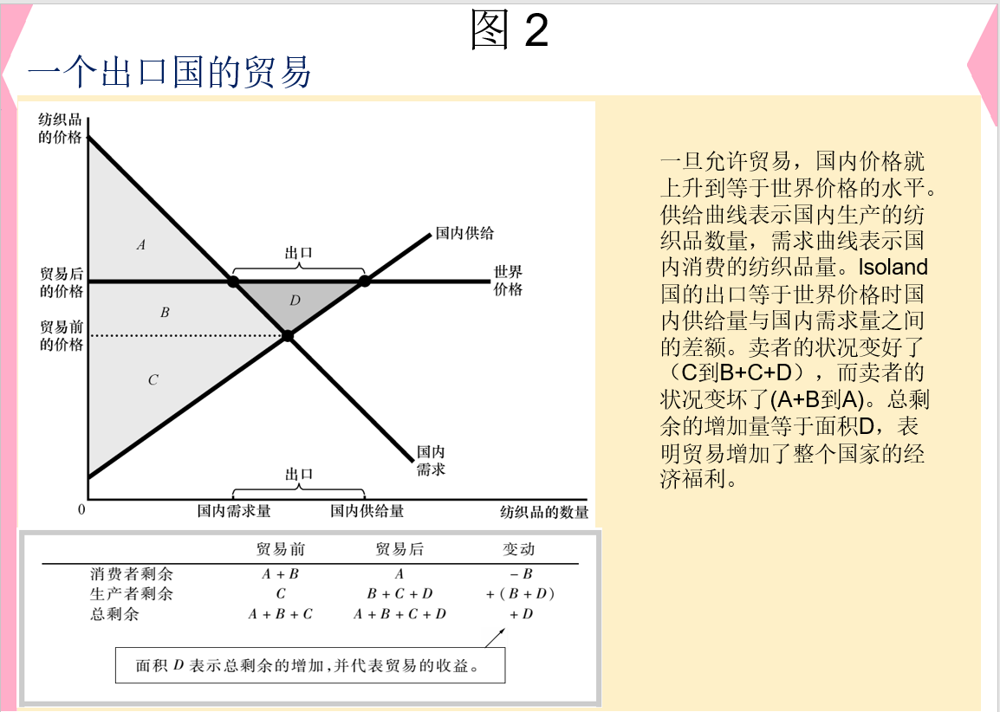 图 2
一个出口国的贸易
纺织品
的价格
A
国内供给
出口
贸易后
的价格
世界
价格
B
D
贸易前
的价格
C
国内
需求
出口
0
国内需求量
国内供给量
纺织品的数量
贸易前 贸易后 变动
消费者剩余 A + B A − B
生产者剩余 C B + C + D + ( B + D )
总剩余 A + B + C A + B + C + D + D
面积 D 表示总剩余的增加,并代表贸易的收益。
一旦允许贸易，国内价格就
上升到等于世界价格的水平。
供给曲线表示国内生产的纺
织品数量，需求曲线表示国
内消费的纺织品量。Isoland
国的出口等于世界价格时国
内供给量与国内需求量之间
的差额。卖者的状况变好了
（C到B+C+D），而卖者的
状况变坏了(A+B到A)。总剩
余的增加量等于面积D，表
明贸易增加了整个国家的经
济福利。